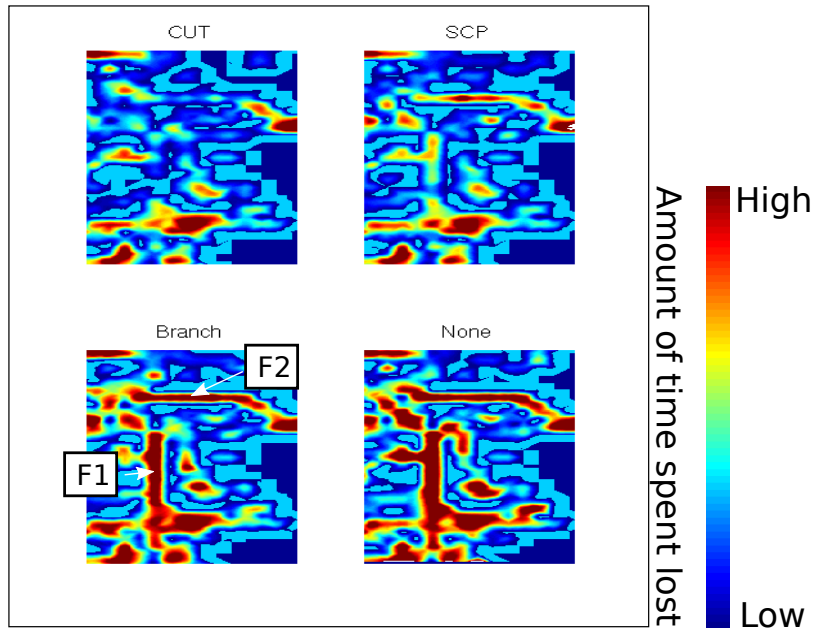 CUT
SCP
Branch
None
F2
F1
Amount of time spent lost
High
Low